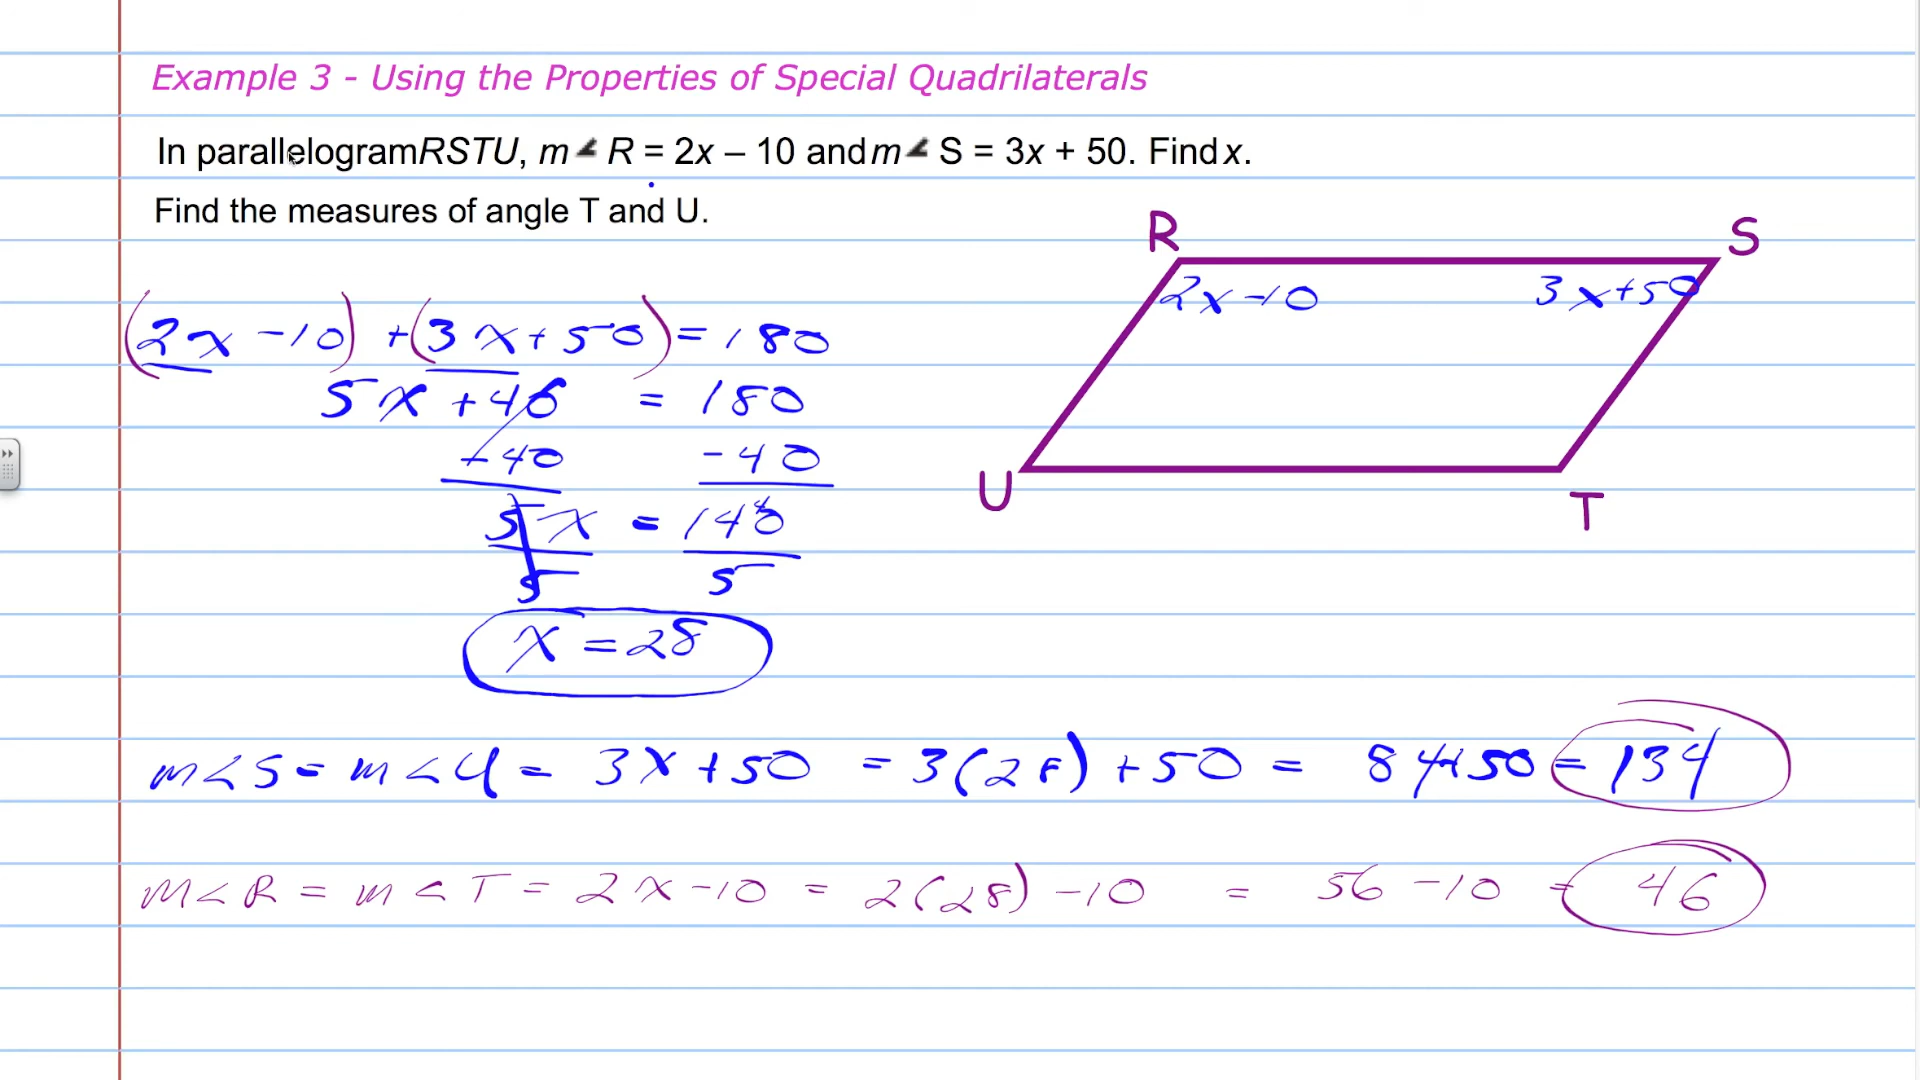 Example 3 - Using the Properties of Special Quadrilaterals
In parallelogram RSTU, m∡ R = 2x – 10 and m∡ S = 3x + 50. Find x.
Find the measures of angle T and U.
R
S
2x -10
3x+50
(2x -10) +(3x+50)= 180
5x +40 = 180
-40 -40
U
T
5x = 140
5 5
x = 28
m<S = m<U = 3x+50 = 3(28)+50 = 84+50 = 134
m<R = m<T = 2x-10 = 2(28)-10 = 56-10 = 46